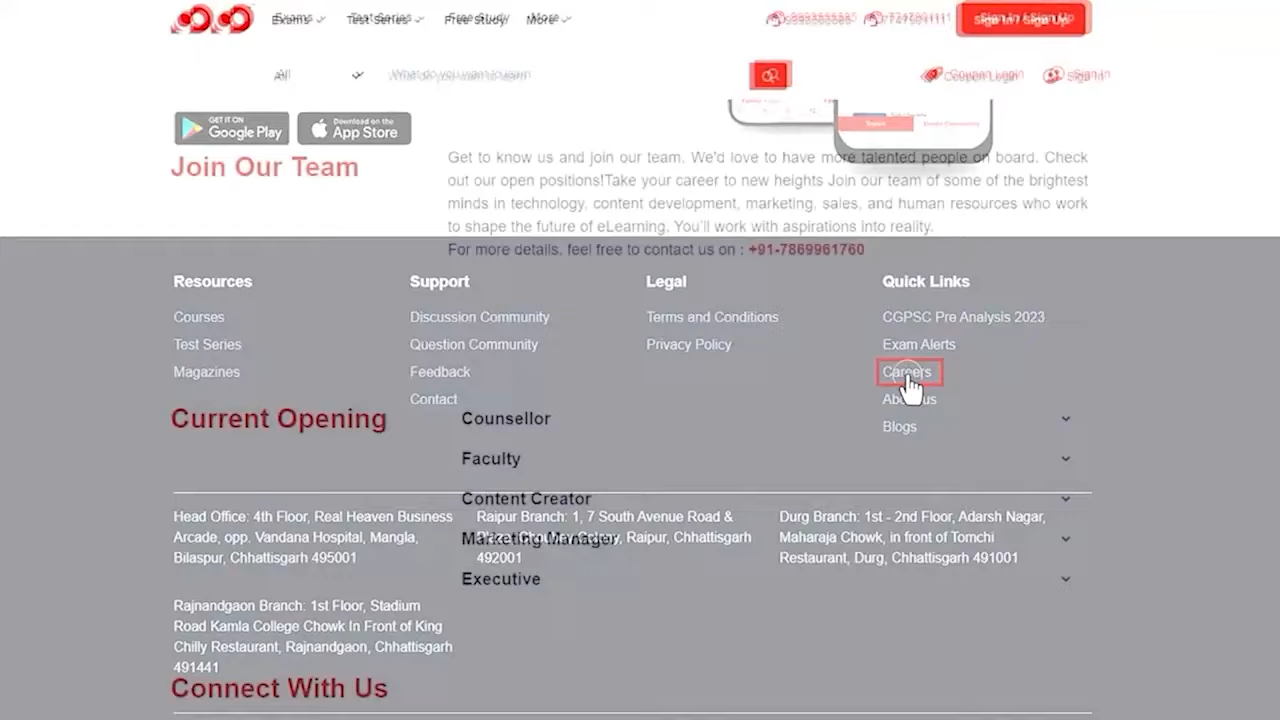 Exams Test Series Free Study More Sign In / Sign Up
All What do you want to learn Coupon Login Sign In
GET IT ON Google Play Download on the App Store
Join Our Team
Get to know us and join our team. We'd love to have more talented people on board. Check
out our open positions!Take your career to new heights Join our team of some of the brightest
minds in technology, content development, marketing, sales, and human resources who work
to shape the future of eLearning. You'll work with aspirations into reality.
For more details, feel free to contact us on : +91-7869961760
Resources Support Legal Quick Links
Courses Discussion Community Terms and Conditions CGPSC Pre Analysis 2023
Test Series Question Community Privacy Policy Exam Alerts
Magazines Feedback Careers
Contact About us
Current Opening Counsellor
Blogs
Faculty
Content Creator
Head Office: 4th Floor, Real Heaven Business
Arcade, opp. Vandana Hospital, Mangla,
Bilaspur, Chhattisgarh 495001
Raipur Branch: 1, 7 South Avenue Road &
Raipur, Chhattisgarh
492001
Durg Branch: 1st - 2nd Floor, Adarsh Nagar,
Maharaja Chowk, in front of Tomchi
Restaurant, Durg, Chhattisgarh 491001
Marketing Manager
Executive
Rajnandgaon Branch: 1st Floor, Stadium
Road Kamla College Chowk In Front of King
Chilly Restaurant, Rajnandgaon, Chhattisgarh
491441
Connect With Us